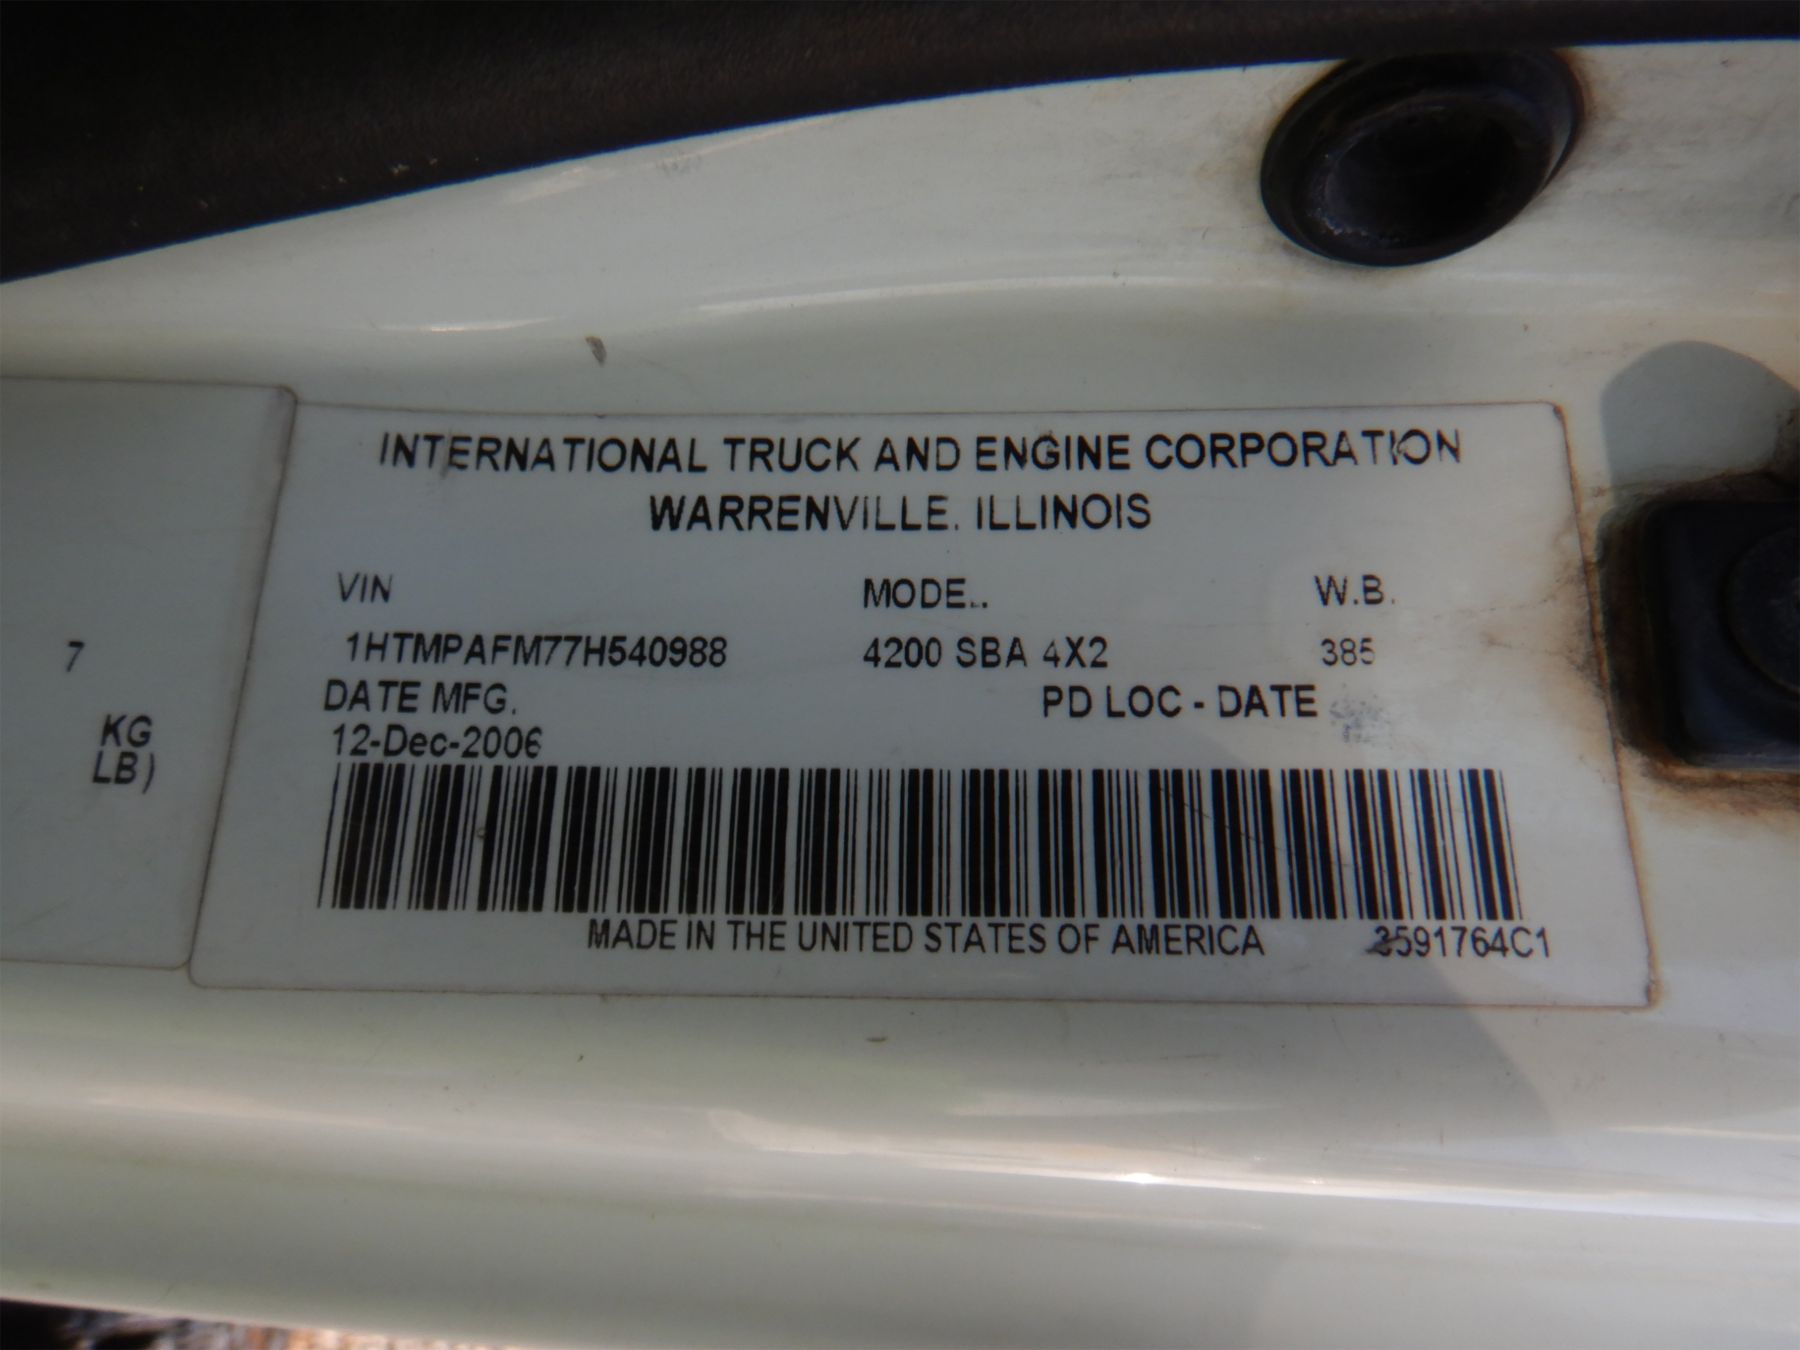 INTERNATIONAL TRUCK AND ENGINE CORPORATION
WARRENVILLE, ILLINOIS
VIN MODEL. W.B.
1HTMPAFM77H540988 4200 SBA 4X2 385
DATE MFG. PD LOC - DATE
12-Dec-2006
MADE IN THE UNITED STATES OF AMERICA 3591764C1
7
KG
LB)